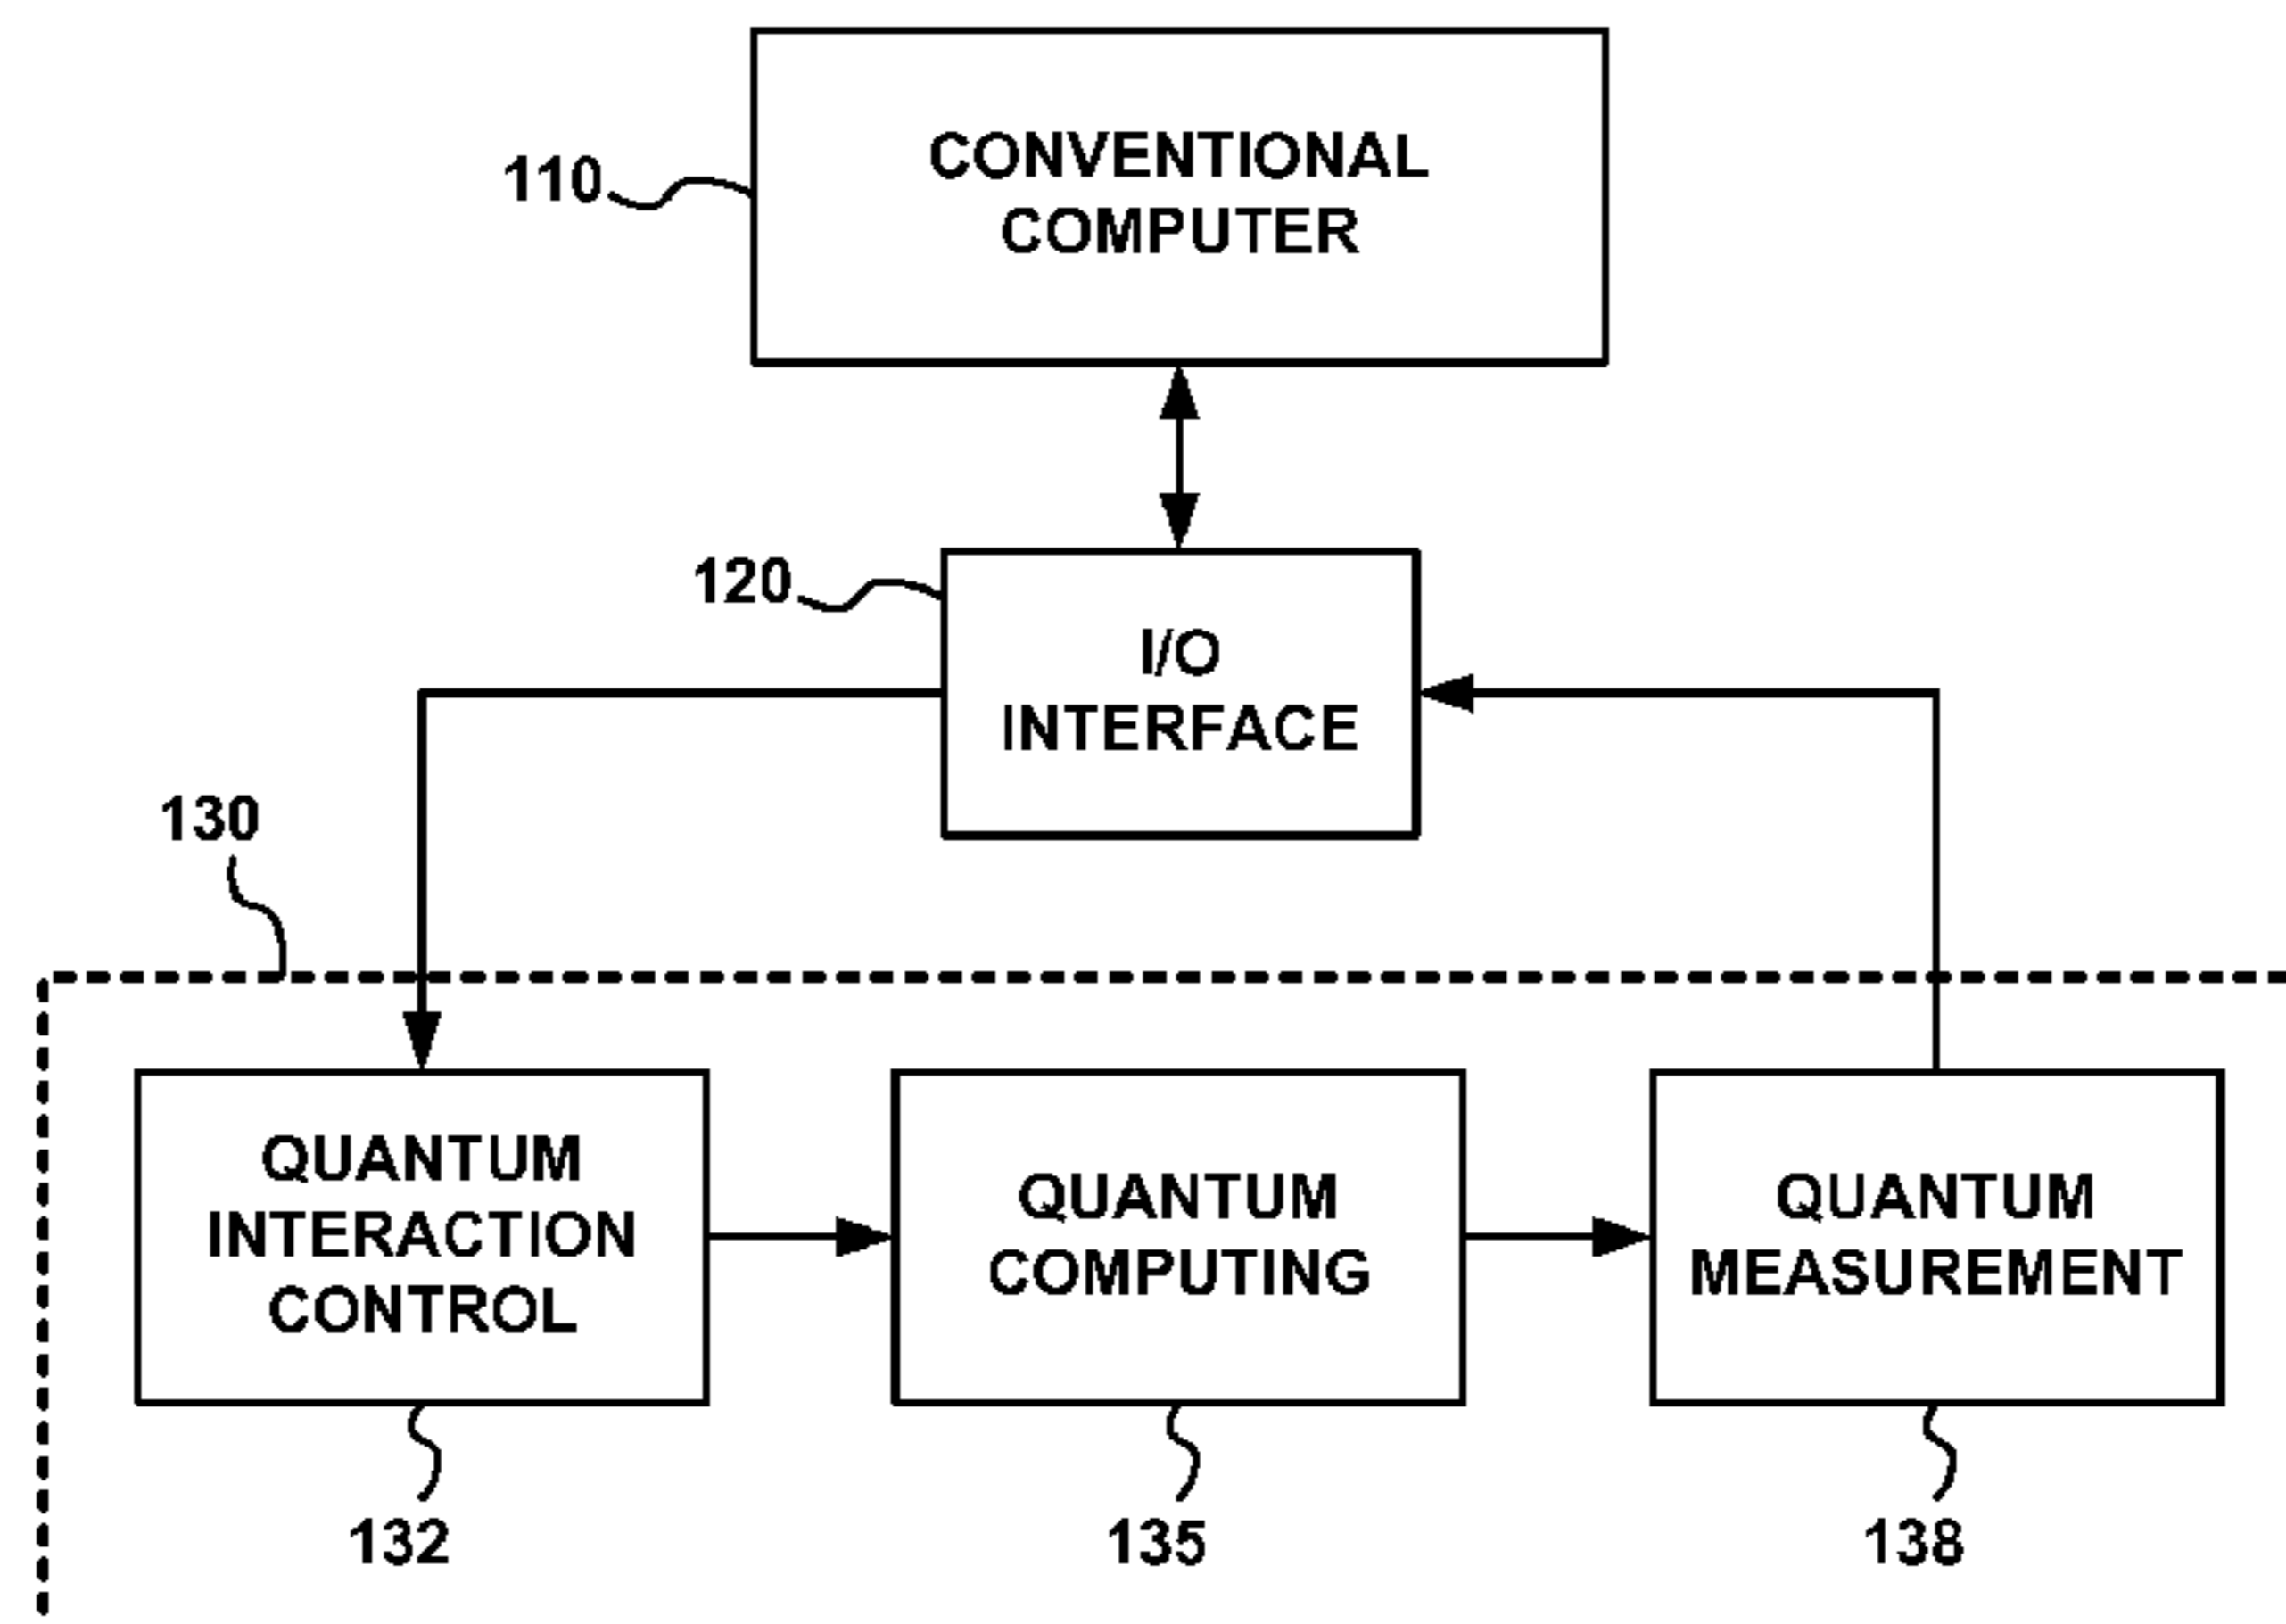 110
CONVENTIONAL
COMPUTER
120
I/O
INTERFACE
130
QUANTUM
INTERACTION
CONTROL
QUANTUM
COMPUTING
QUANTUM
MEASUREMENT
132
135
138